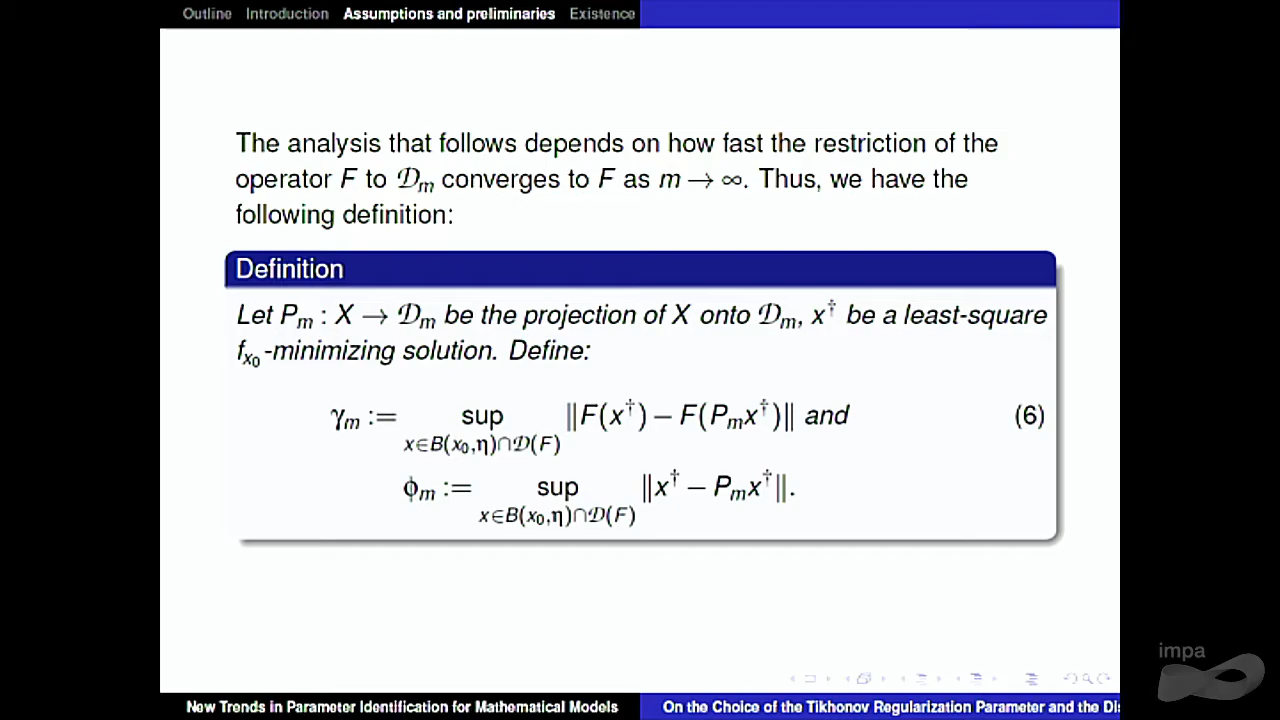 Outline Introduction Assumptions and preliminaries Existence
The analysis that follows depends on how fast the restriction of the
operator F to 𝒟ₘ converges to F as m → ∞. Thus, we have the
following definition:
Definition
Let Pₘ : X → 𝒟ₘ be the projection of X onto 𝒟ₘ, x† be a least-square
f_{x₀}-minimizing solution. Define:
γₘ := sup_{x∈B(x₀,η)∩𝒟(F)} ‖F(x†) − F(Pₘx†)‖ and (6)
ϕₘ := sup_{x∈B(x₀,η)∩𝒟(F)} ‖x† − Pₘx†‖.
impa
New Trends in Parameter Identification for Mathematical Models On the Choice of the Tikhonov Regularization Parameter and the Dis